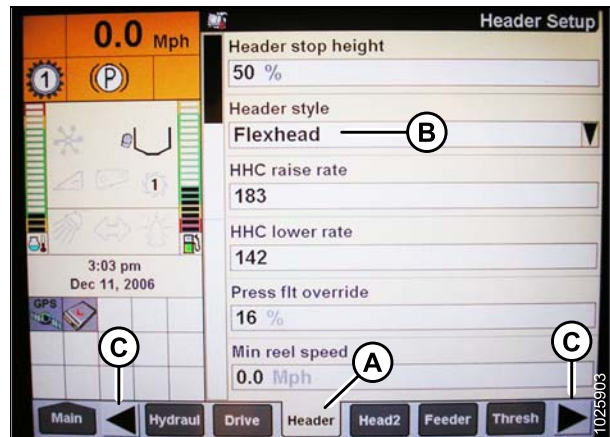 0.0 Mph
1
(P)
1
3:03 pm
Dec 11, 2006
GPS
Header Setup
Header stop height
50 %
Header style
Flexhead
B
HHC raise rate
183
HHC lower rate
142
Press flt override
16 %
Min reel speed
0.0 Mph
A
C
C
Main
Hydraul
Drive
Header
Head2
Feeder
Thresh
1025903